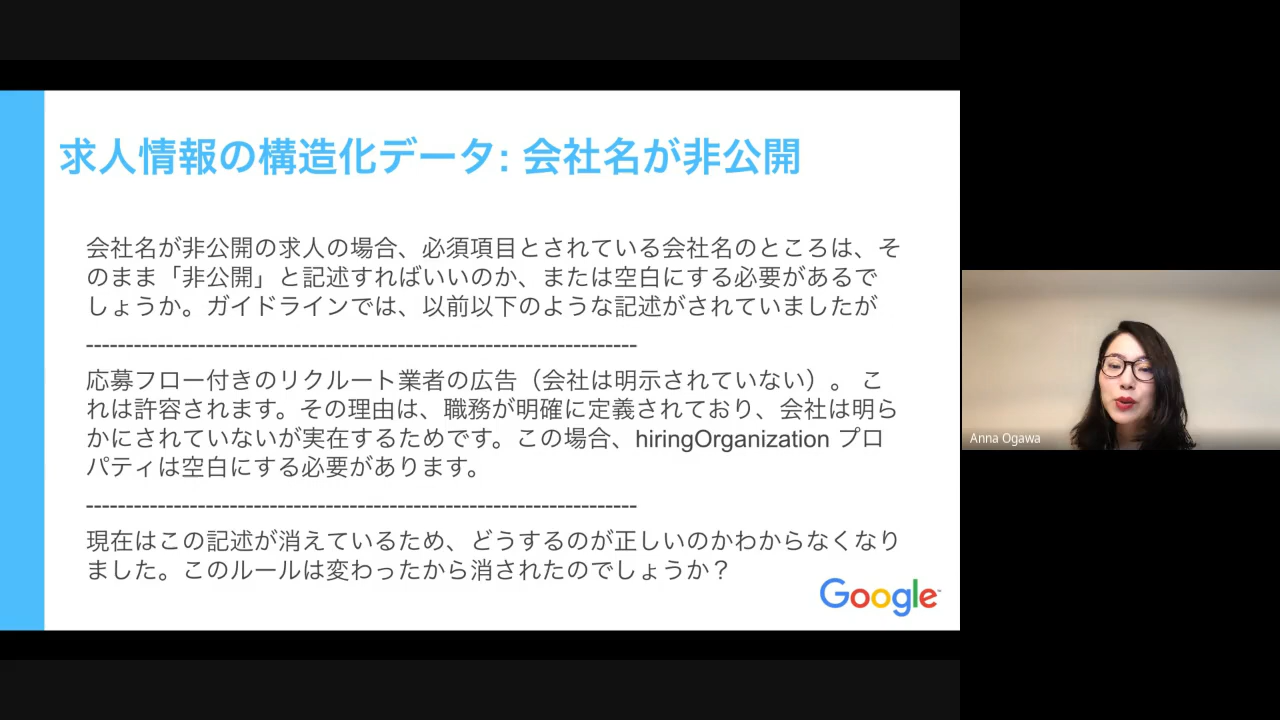 求人情報の構造化データ: 会社名が非公開
会社名が非公開の求人の場合、必須項目とされている会社名のところは、そ
のまま「非公開」と記述すればいいのか、または空白にする必要があるで
しょうか。ガイドラインでは、以前以下のような記述がされていましたが
---------------------------------------------------------------------
応募フロー付きのリクルート業者の広告（会社は明示されていない）。 こ
れは許容されます。その理由は、職務が明確に定義されており、会社は明ら
かにされていないが実在するためです。この場合、hiringOrganization プロ
パティは空白にする必要があります。
---------------------------------------------------------------------
現在はこの記述が消えているため、どうするのが正しいのかわからなくなり
ました。このルールは変わったから消されたのでしょうか？
Google
Anna Ogawa